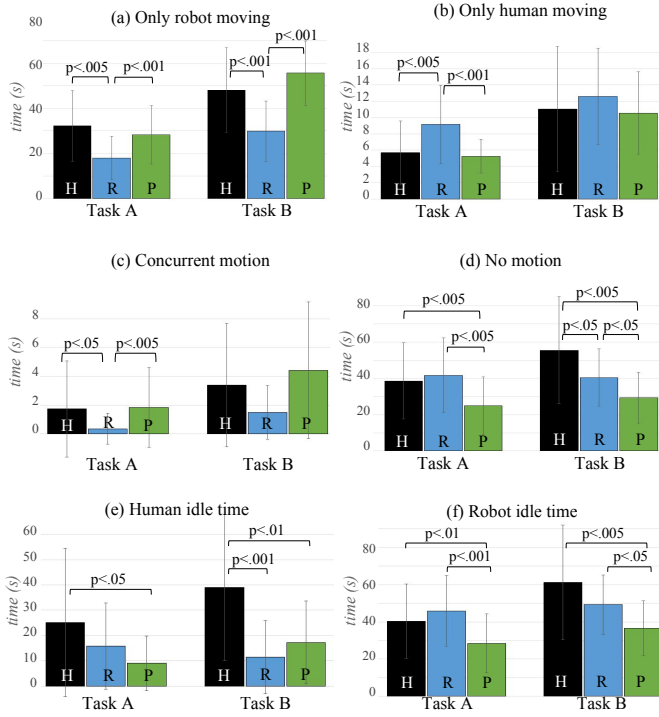 (a) Only robot moving
80
60
40
20
0
time (s)
p<.005
p<.001
p<.001
p<.001
H R P
H R P
Task A
Task B
(b) Only human moving
18
16
14
12
10
8
6
4
2
0
time (s)
p<.005
p<.001
H R P
H R P
Task A
Task B
(c) Concurrent motion
8
6
4
2
0
time (s)
p<.05
p<.005
H R P
H R P
Task A
Task B
(d) No motion
80
60
40
20
0
time (s)
p<.005
p<.005
p<.005
p<.05
p<.05
H R P
H R P
Task A
Task B
(e) Human idle time
60
50
40
30
20
10
0
time (s)
p<.05
p<.01
p<.001
H R P
H R P
Task A
Task B
(f) Robot idle time
80
60
40
20
0
time (s)
p<.01
p<.001
p<.005
p<.05
H R P
H R P
Task A
Task B